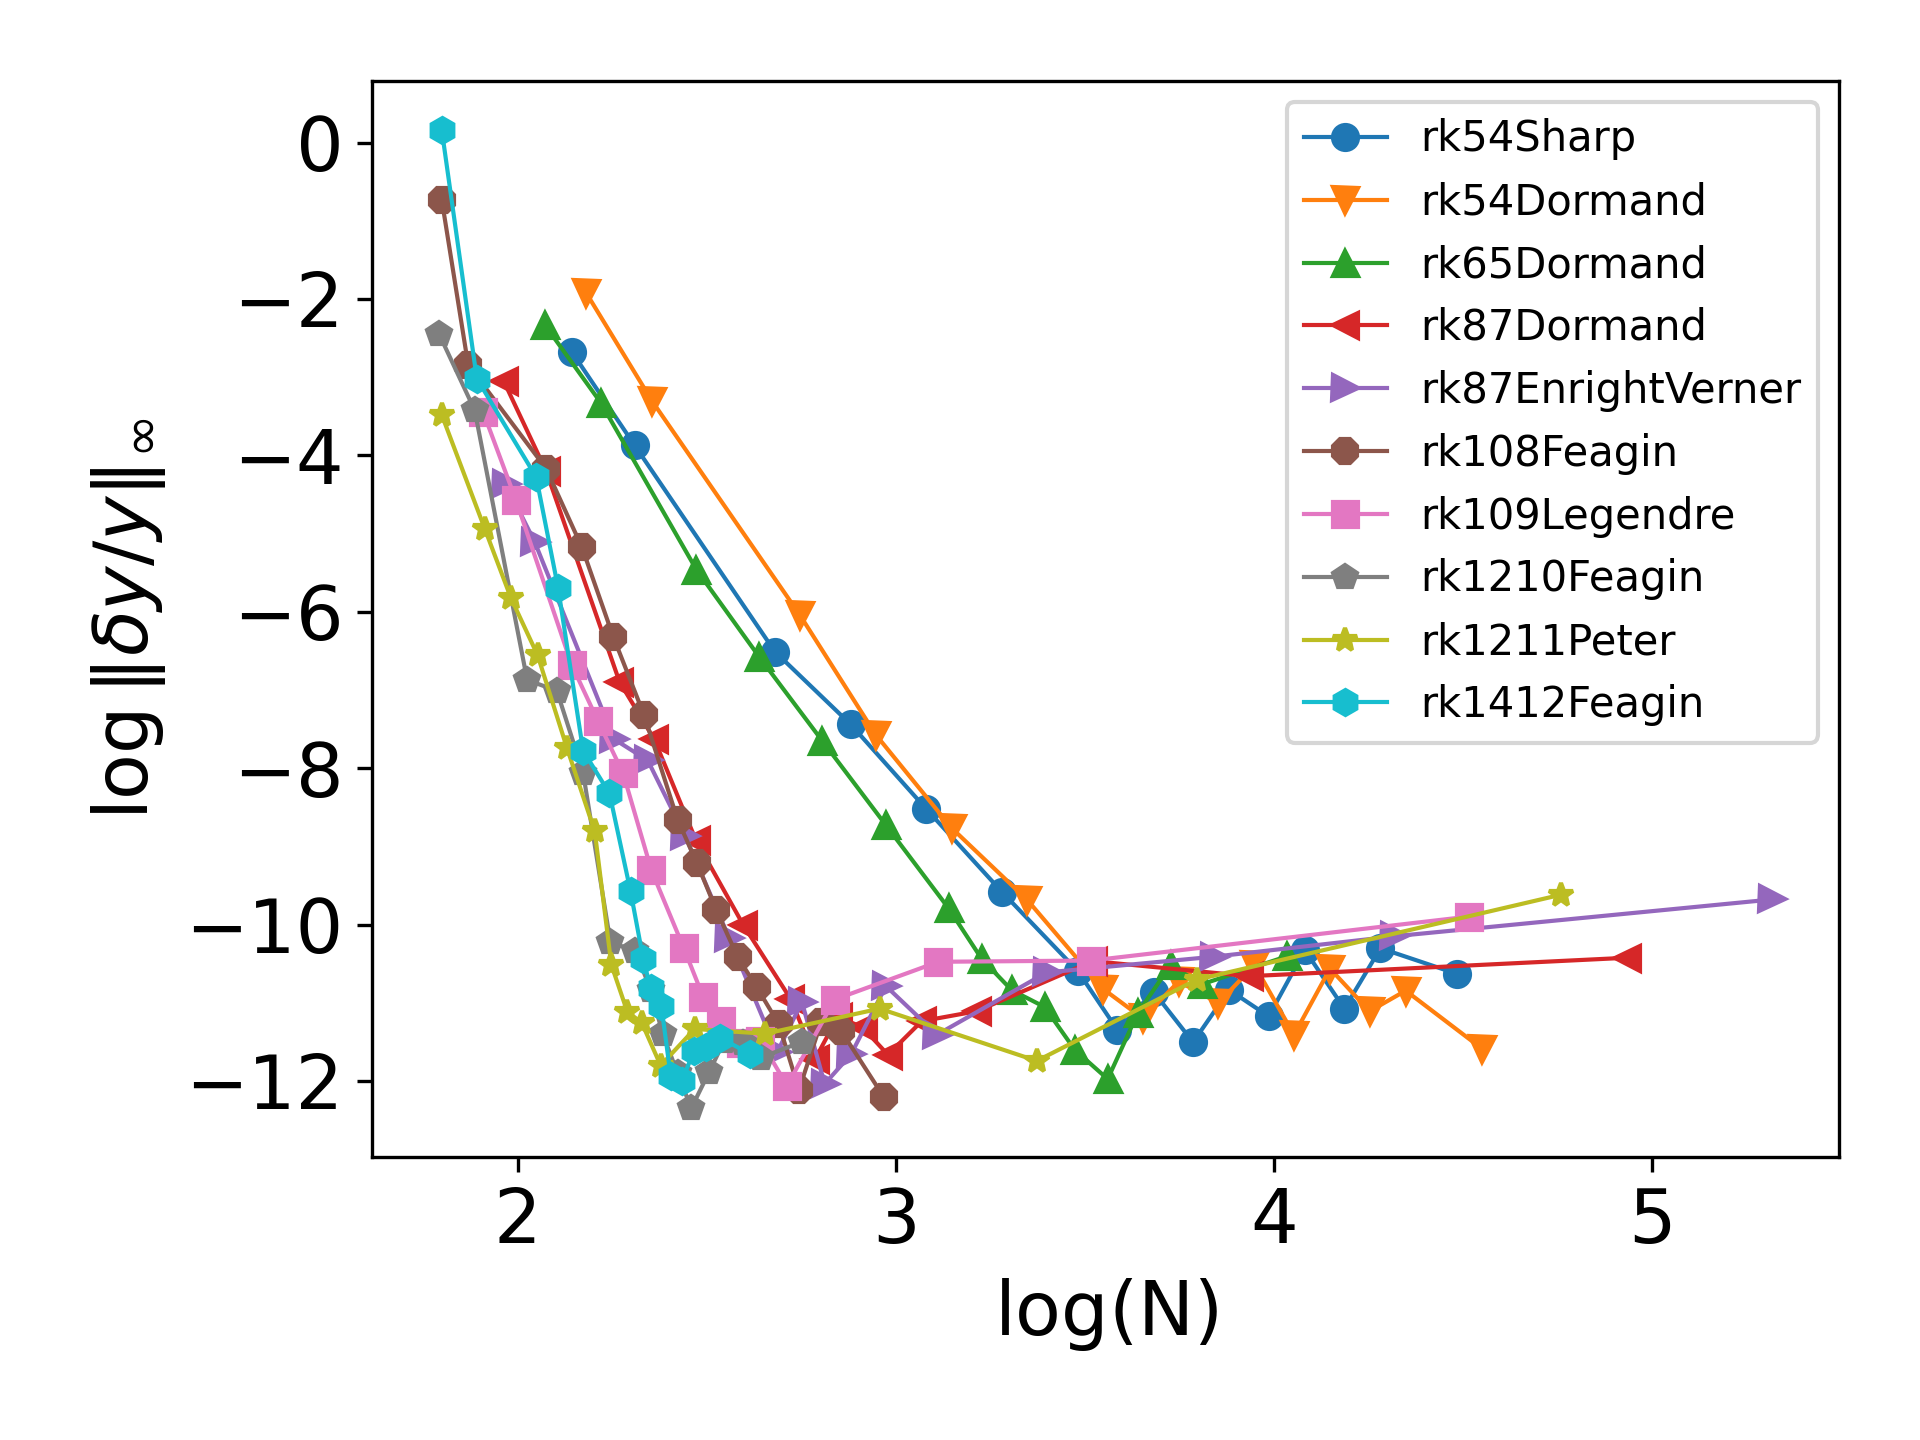 0
−2
−4
−6
−8
−10
−12
log ‖δy/y‖∞
2
3
4
5
log(N)
rk54Sharp
rk54Dormand
rk65Dormand
rk87Dormand
rk87EnrightVerner
rk108Feagin
rk109Legendre
rk1210Feagin
rk1211Peter
rk1412Feagin